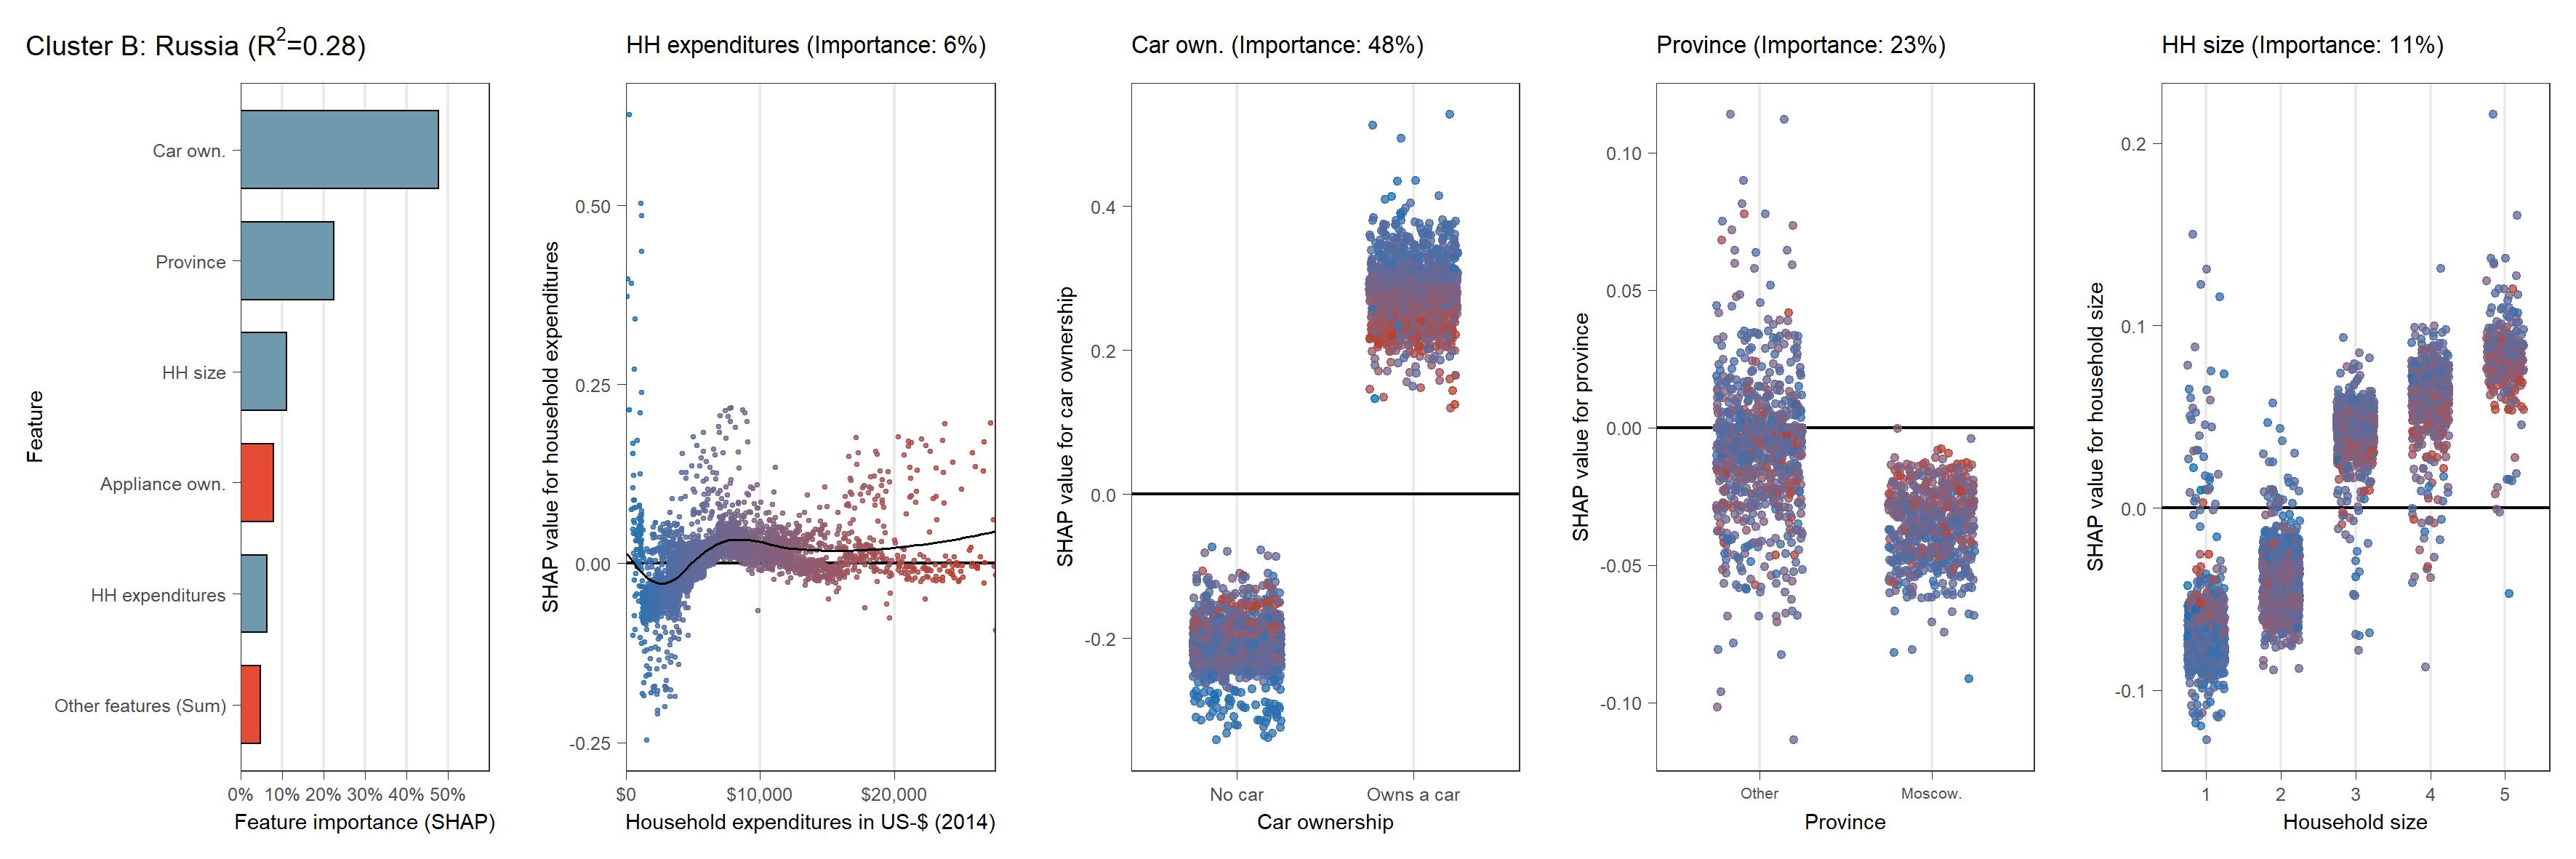 Cluster B: Russia (R2=0.28)
Feature
Car own.
Province
HH size
Appliance own.
HH expenditures
Other features (Sum)
0% 10% 20% 30% 40% 50%
Feature importance (SHAP)
HH expenditures (Importance: 6%)
SHAP value for household expenditures
0.50
0.25
0.00
-0.25
$0 $10,000 $20,000
Household expenditures in US-$ (2014)
Car own. (Importance: 48%)
SHAP value for car ownership
0.4
0.2
0.0
-0.2
No car Owns a car
Car ownership
Province (Importance: 23%)
SHAP value for province
0.10
0.05
0.00
-0.05
-0.10
Other Moscow.
Province
HH size (Importance: 11%)
SHAP value for household size
0.2
0.1
0.0
-0.1
1 2 3 4 5
Household size